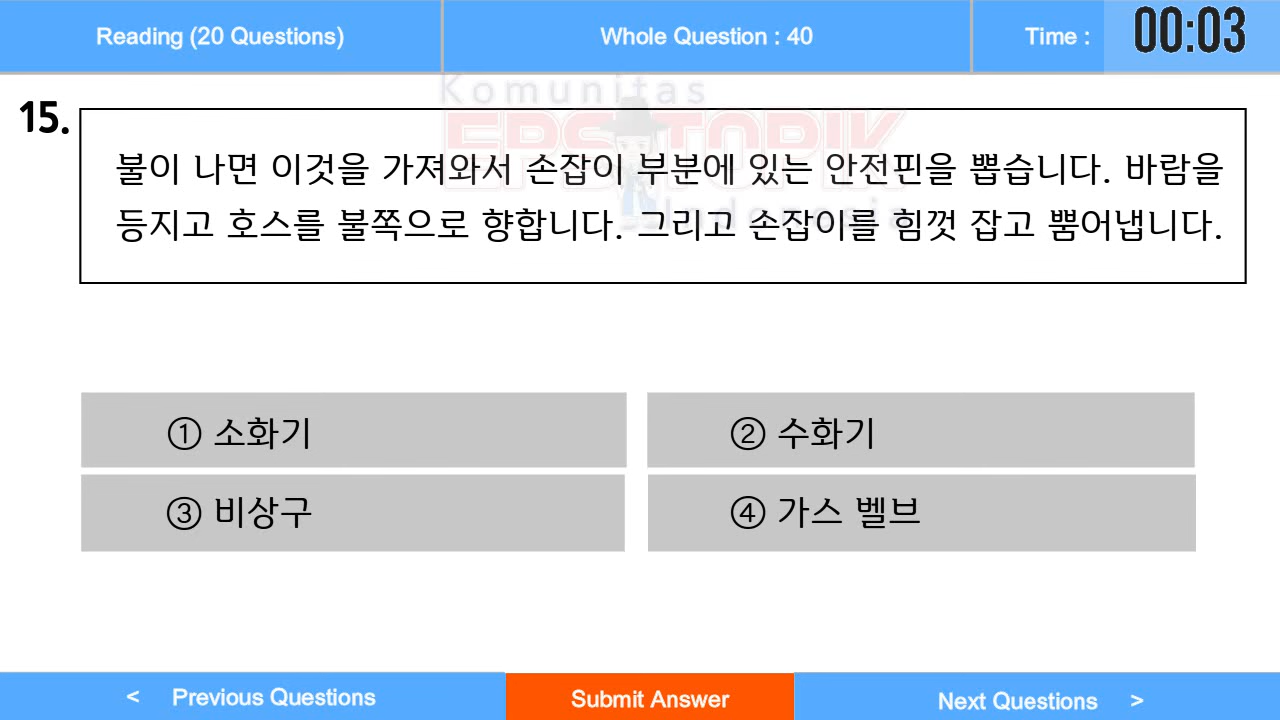 Reading (20 Questions)
Whole Question : 40
Time :
00:03
Komunitas
EPS TOPIK
Indonesia
15.
불이 나면 이것을 가져와서 손잡이 부분에 있는 안전핀을 뽑습니다. 바람을
등지고 호스를 불쪽으로 향합니다. 그리고 손잡이를 힘껏 잡고 뿜어냅니다.
① 소화기
② 수화기
③ 비상구
④ 가스 벨브
< Previous Questions
Submit Answer
Next Questions >